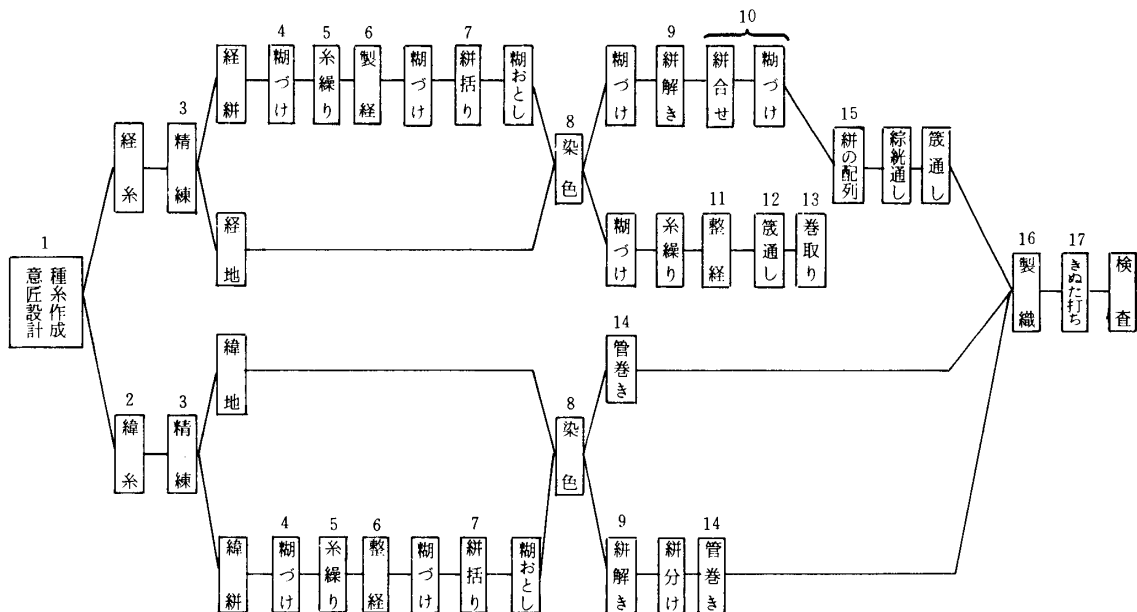 1
意匠設計
種糸作成
経糸
3
精練
経絣
4
糊づけ
5
糸繰り
6
製経
糊づけ
7
絣括り
糊おとし
経地
8
染色
糊づけ
9
絣解き
10
絣合せ
糊づけ
15
絣の配列
綜絖通し
筬通し
糊づけ
糸繰り
11
整経
12
筬通し
13
巻取り
2
緯糸
3
精練
緯地
緯絣
4
糊づけ
5
糸繰り
6
整経
糊づけ
7
絣括り
糊おとし
8
染色
14
管巻き
9
絣解き
絣分け
14
管巻き
16
製織
17
きぬた打ち
検査